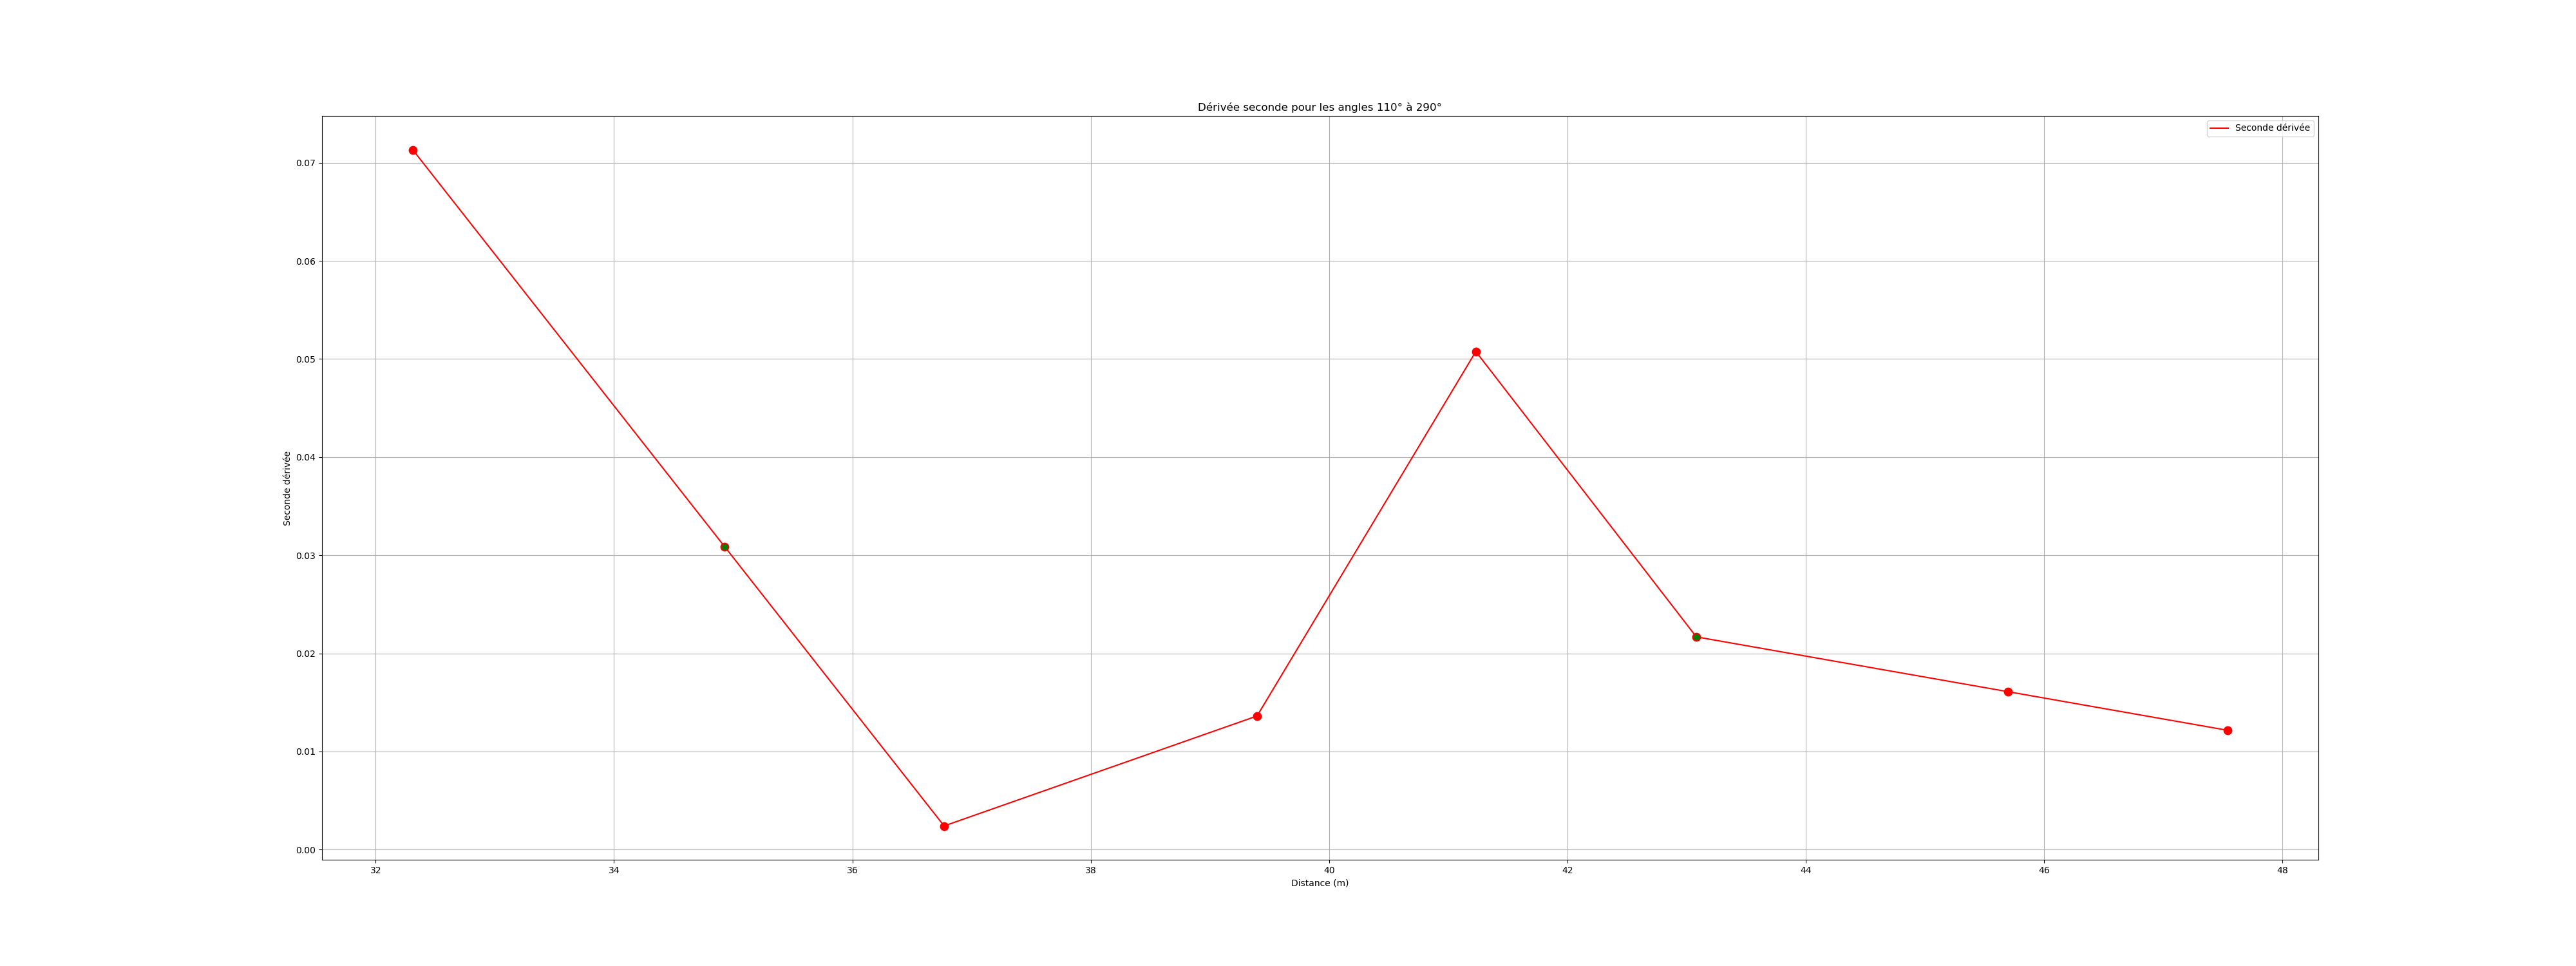 Dérivée seconde pour les angles 110° à 290°
Seconde dérivée
0.07
0.06
0.05
0.04
0.03
0.02
0.01
0.00
Seconde dérivée
32 34 36 38 40 42 44 46 48
Distance (m)